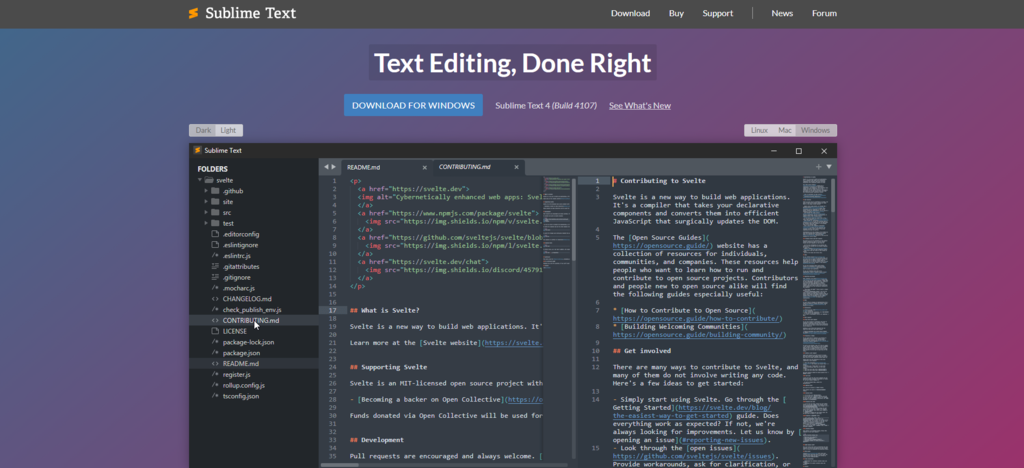 Sublime Text
Download Buy Support News Forum
Text Editing, Done Right
DOWNLOAD FOR WINDOWS Sublime Text 4 (Build 4107) See What's New
Dark Light
Linux Mac Windows
Sublime Text
FOLDERS
svelte
.github
site
src
test
.editorconfig
.eslintignore
.eslintrc.js
.gitattributes
.gitignore
.mocharc.js
CHANGELOG.md
check_publish_env.js
CONTRIBUTING.md
LICENSE
package-lock.json
package.json
README.md
register.js
rollup.config.js
tsconfig.json
README.md
CONTRIBUTING.md
1 <p>
2 <a href="https://svelte.dev">
3 <img alt="Cybernetically enhanced web apps: Svel
4 </a>
5 <a href="https://www.npmjs.com/package/svelte">
6 <img src="https://img.shields.io/npm/v/svelte.
7 </a>
8 <a href="https://github.com/sveltejs/svelte/blob
9 <img src="https://img.shields.io/npm/l/svelte.
10 </a>
11 <a href="https://svelte.dev/chat">
12 <img src="https://img.shields.io/discord/45791
13 </a>
14 </p>
15
16
17 ## What is Svelte?
18
19 Svelte is a new way to build web applications. It'
20
21 Learn more at the [Svelte website](https://svelte.
22
23
24 ## Supporting Svelte
25
26 Svelte is an MIT-licensed open source project with
27
28 - [Becoming a backer on Open Collective](https://o
29
30 Funds donated via Open Collective will be used for
31
32
33 ## Development
34
35 Pull requests are encouraged and always welcome. [
1 # Contributing to Svelte
2
3 Svelte is a new way to build web applications.
It's a compiler that takes your declarative
components and converts them into efficient
JavaScript that surgically updates the DOM.
4
5 The [Open Source Guides](
https://opensource.guide/) website has a
collection of resources for individuals,
communities, and companies. These resources help
people who want to learn how to run and
contribute to open source projects. Contributors
and people new to open source alike will find
the following guides especially useful:
6
7 * [How to Contribute to Open Source](
https://opensource.guide/how-to-contribute/)
8 * [Building Welcoming Communities](
https://opensource.guide/building-community/)
9
10 ## Get involved
11
12 There are many ways to contribute to Svelte, and
many of them do not involve writing any code.
Here's a few ideas to get started:
13
14 - Simply start using Svelte. Go through the [
Getting Started](https://svelte.dev/blog/
the-easiest-way-to-get-started) guide. Does
everything work as expected? If not, we're
always looking for improvements. Let us know by [
opening an issue](#reporting-new-issues).
15 - Look through the [open issues](
https://github.com/sveltejs/svelte/issues).
Provide workarounds, ask for clarification, or